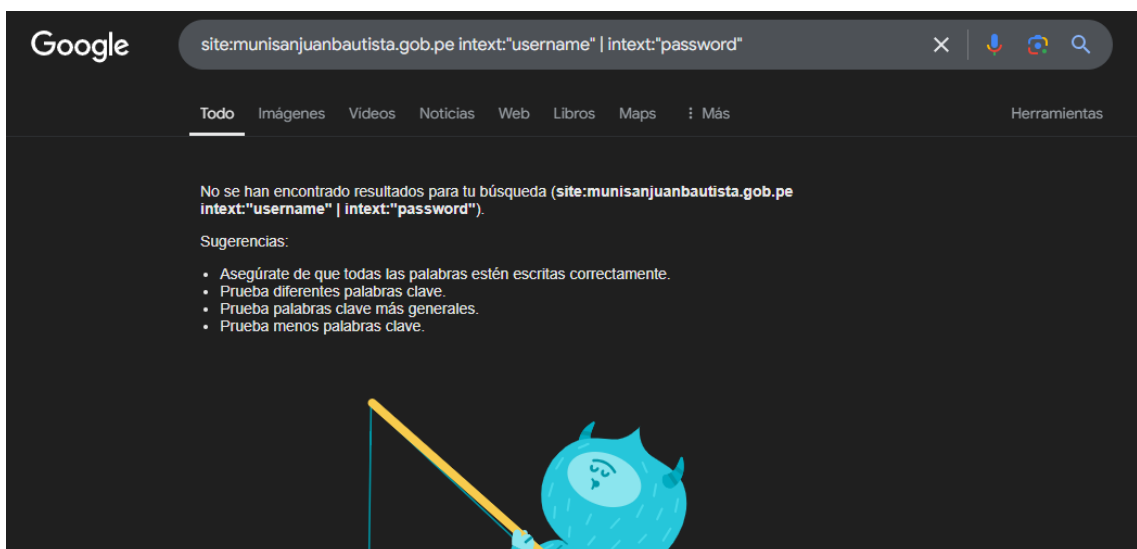 Google
site:munisanjuanbautista.gob.pe intext:"username" | intext:"password"
Todo Imágenes Videos Noticias Web Libros Maps Más Herramientas
No se han encontrado resultados para tu búsqueda (site:munisanjuanbautista.gob.pe
intext:"username" | intext:"password").
Sugerencias:
Asegúrate de que todas las palabras estén escritas correctamente.
Prueba diferentes palabras clave.
Prueba palabras clave más generales.
Prueba menos palabras clave.